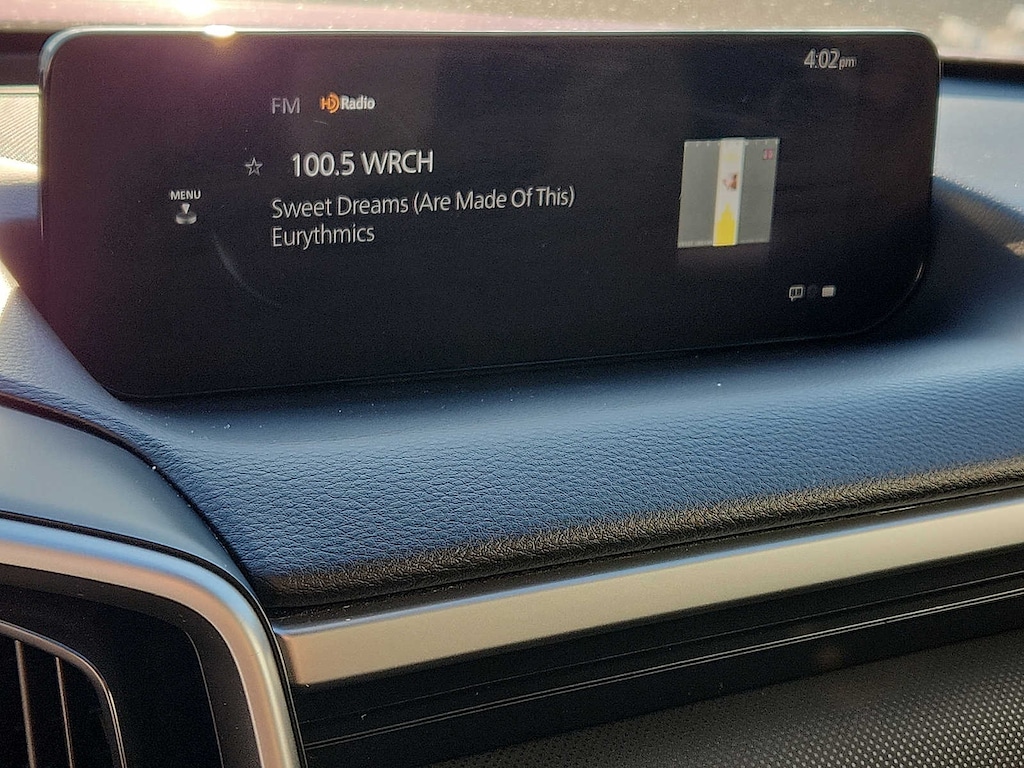 4:02pm
FM HD Radio
100.5 WRCH
MENU
Sweet Dreams (Are Made Of This)
Eurythmics